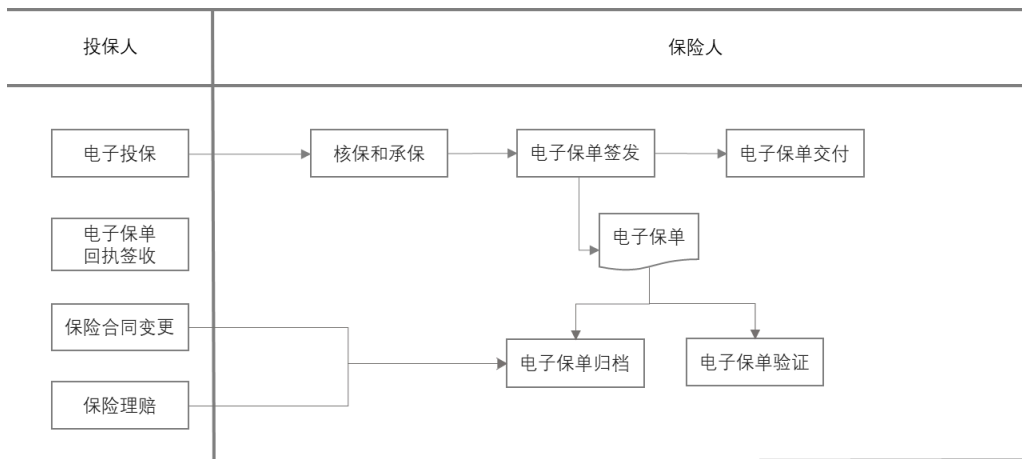 投保人
保险人
电子投保
核保和承保
电子保单签发
电子保单交付
电子保单
回执签收
电子保单
保险合同变更
电子保单归档
电子保单验证
保险理赔